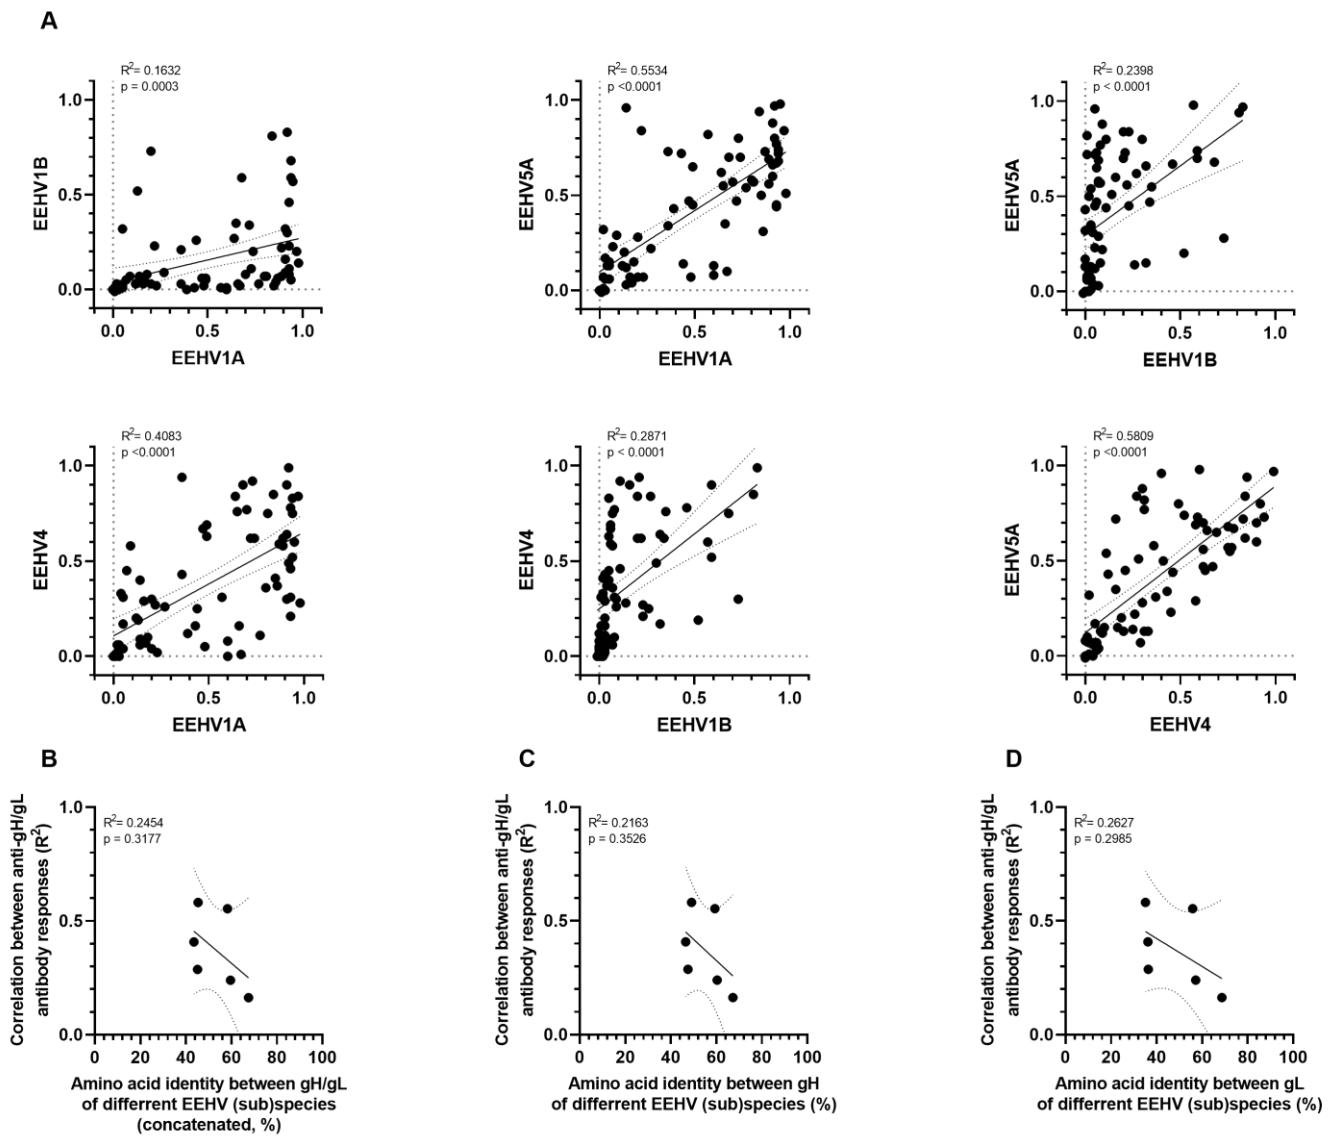 A
R²= 0.1632
p = 0.0003
EEHV1B
1.0
0.5
0.0
0.0 0.5 1.0
EEHV1A
R²= 0.5534
p <0.0001
EEHV5A
1.0
0.5
0.0
0.0 0.5 1.0
EEHV1A
R²= 0.2398
p < 0.0001
EEHV5A
1.0
0.5
0.0
0.0 0.5 1.0
EEHV1B
R²= 0.4083
p <0.0001
EEHV4
1.0
0.5
0.0
0.0 0.5 1.0
EEHV1A
R²= 0.2871
p < 0.0001
EEHV4
1.0
0.5
0.0
0.0 0.5 1.0
EEHV1B
R²= 0.5809
p <0.0001
EEHV5A
1.0
0.5
0.0
0.0 0.5 1.0
EEHV4
B
R²= 0.2454
p = 0.3177
Correlation between anti-gH/gL
antibody responses (R²)
1.0
0.5
0.0
0 20 40 60 80 100
Amino acid identity between gH/gL
of differrent EEHV (sub)species
(concatenated, %)
C
R²= 0.2163
p = 0.3526
Correlation between anti-gH/gL
antibody responses (R²)
1.0
0.5
0.0
0 20 40 60 80 100
Amino acid identity between gH
of differrent EEHV (sub)species (%)
D
R²= 0.2627
p = 0.2985
Correlation between anti-gH/gL
antibody responses (R²)
1.0
0.5
0.0
0 20 40 60 80 100
Amino acid identity between gL
of differrent EEHV (sub)species (%)